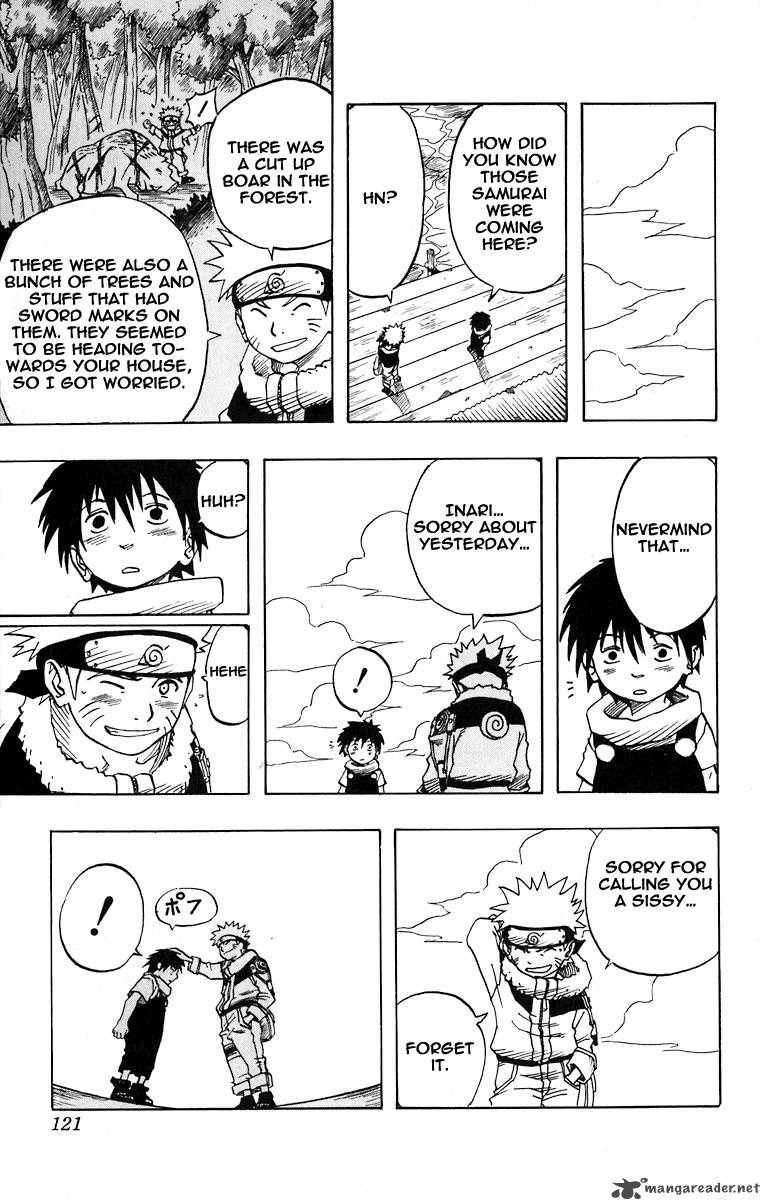 HOW DID
YOU KNOW
THOSE
SAMURAI
WERE
COMING
HERE?
HN?
THERE WAS
A CUT UP
BOAR IN THE
FOREST.
!
THERE WERE ALSO A
BUNCH OF TREES AND
STUFF THAT HAD
SWORD MARKS ON
THEM. THEY SEEMED
TO BE HEADING TO-
WARDS YOUR HOUSE,
SO I GOT WORRIED.
NEVERMIND
THAT...
INARI...
SORRY ABOUT
YESTERDAY...
!
HUH?
HEHE
SORRY FOR
CALLING YOU
A SISSY...
FORGET
IT.
ポフ
!
121
mangareader.net